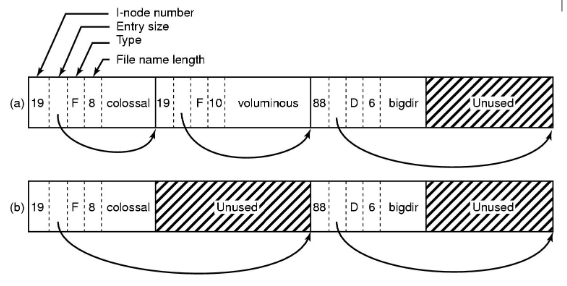 I-node number
Entry size
Type
File name length
(a) 19 F 8 colossal 19 F 10 voluminous 88 D 6 bigdir Unused
(b) 19 F 8 colossal Unused 88 D 6 bigdir Unused